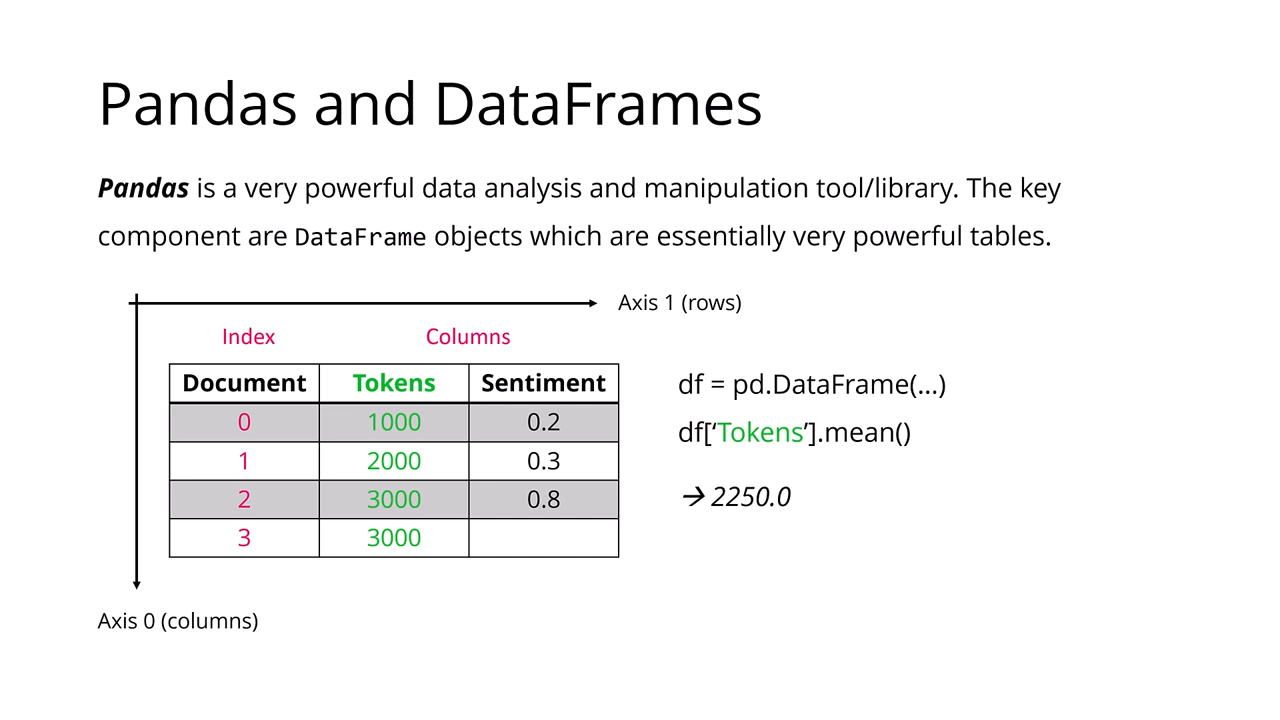 Pandas and DataFrames
Pandas is a very powerful data analysis and manipulation tool/library. The key
component are DataFrame objects which are essentially very powerful tables.
Axis 1 (rows)
Index Columns
Document Tokens Sentiment
0 1000 0.2
1 2000 0.3
2 3000 0.8
3 3000
df = pd.DataFrame(...)
df[‘Tokens’].mean()
→ 2250.0
Axis 0 (columns)